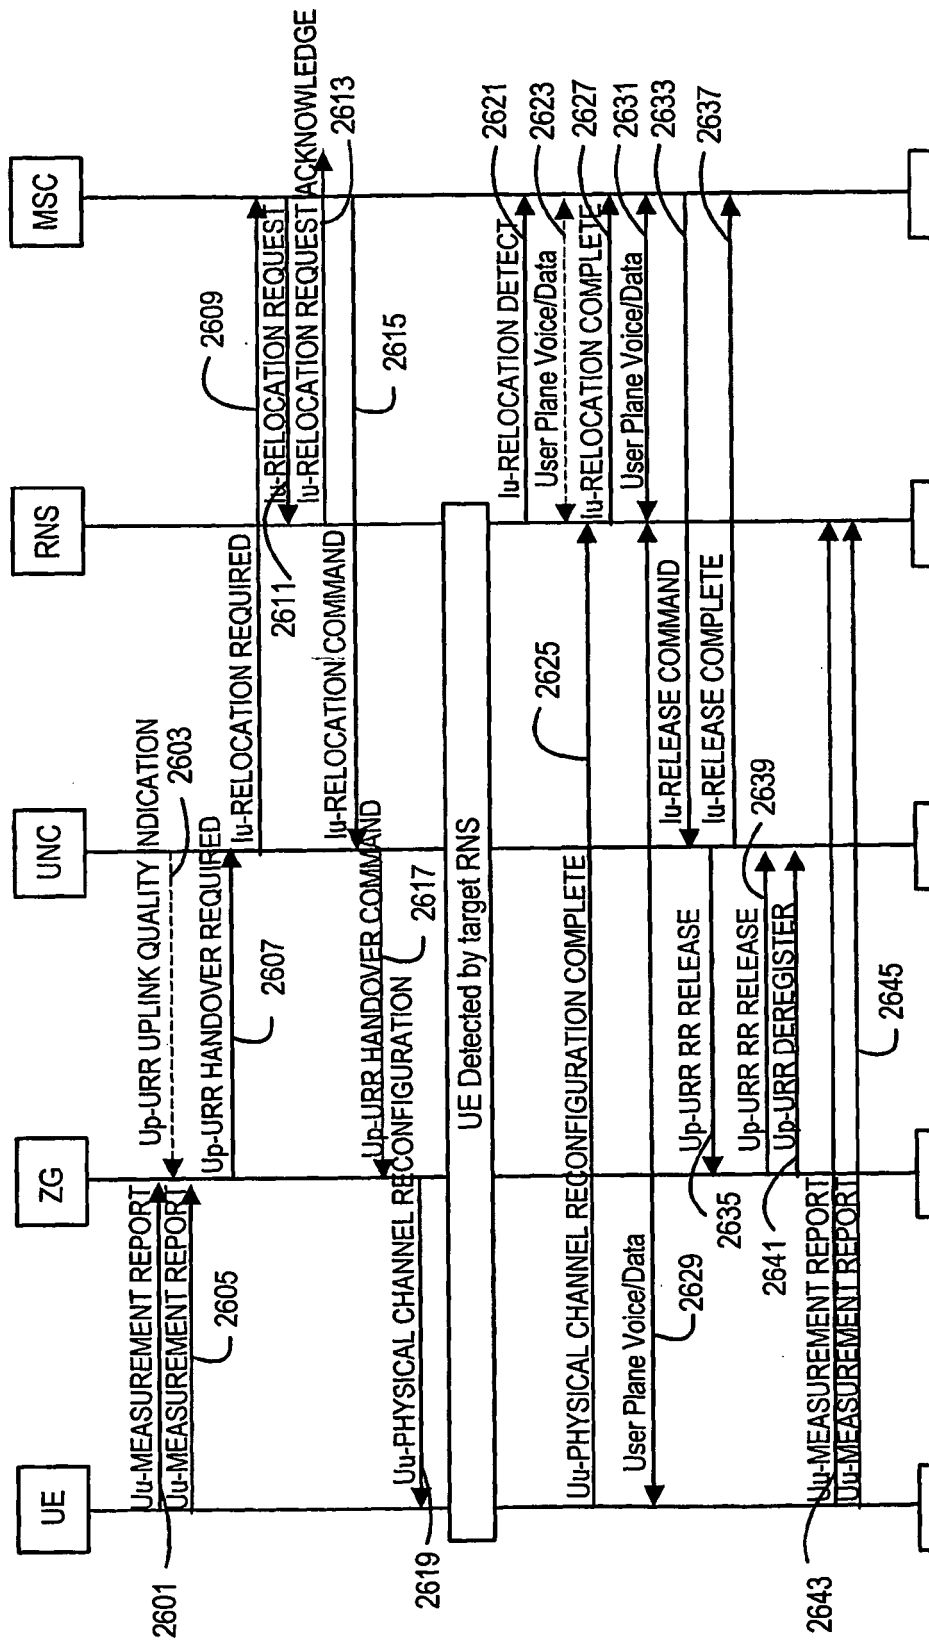 UE
ZG
UNC
RNS
MSC
Uu-MEASUREMENT REPORT
2601
Up-URR UPLINK QUALITY INDICATION
2603
Uu-MEASUREMENT REPORT
2605
Up-URR HANDOVER REQUIRED
2607
Iu-RELOCATION REQUIRED
2609
Iu-RELOCATION REQUEST
2611
Iu-RELOCATION REQUEST ACKNOWLEDGE
2613
Iu-RELOCATION COMMAND
2615
Up-URR HANDOVER COMMAND
2617
Uu-PHYSICAL CHANNEL RECONFIGURATION
2619
UE Detected by target RNS
Iu-RELOCATION DETECT
2621
User Plane Voice/Data
2623
Uu-PHYSICAL CHANNEL RECONFIGURATION COMPLETE
2625
Iu-RELOCATION COMPLETE
2627
User Plane Voice/Data
2629
User Plane Voice/Data
2631
Iu-RELEASE COMMAND
2633
Up-URR RR RELEASE
2635
Iu-RELEASE COMPLETE
2637
Up-URR RR RELEASE
2639
Up-URR DEREGISTER
2641
Uu-MEASUREMENT REPORT
2643
Uu-MEASUREMENT REPORT
2645